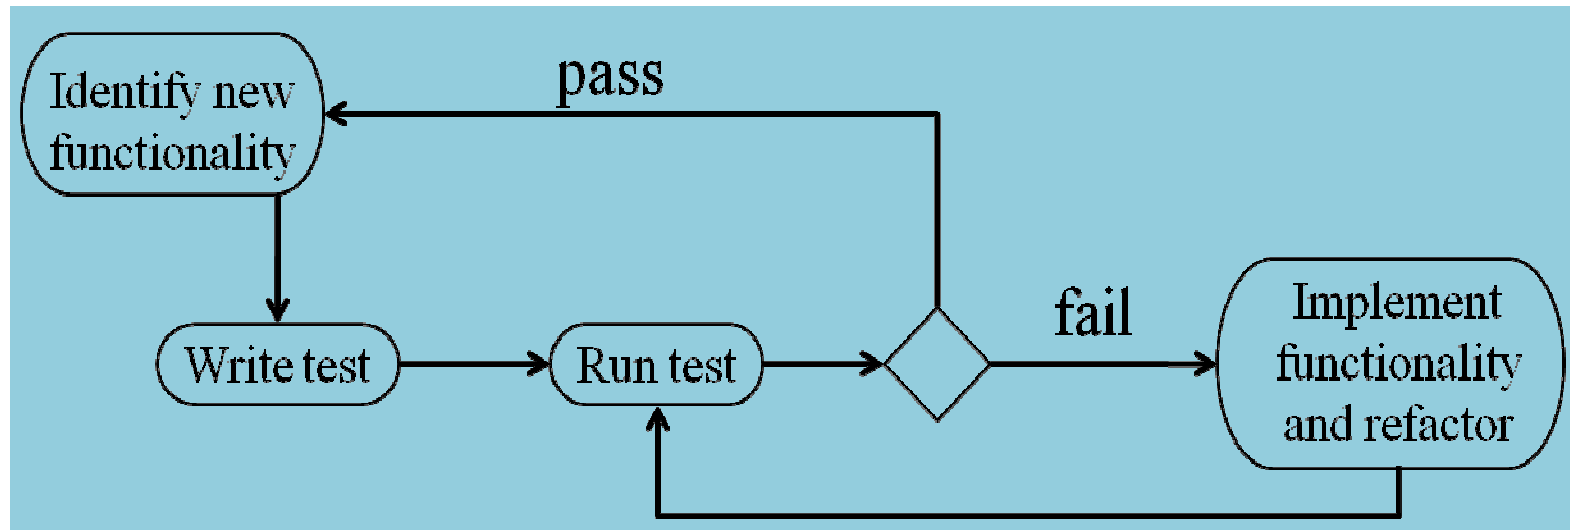 Identify new
functionality
pass
Write test
Run test
fail
Implement
functionality
and refactor